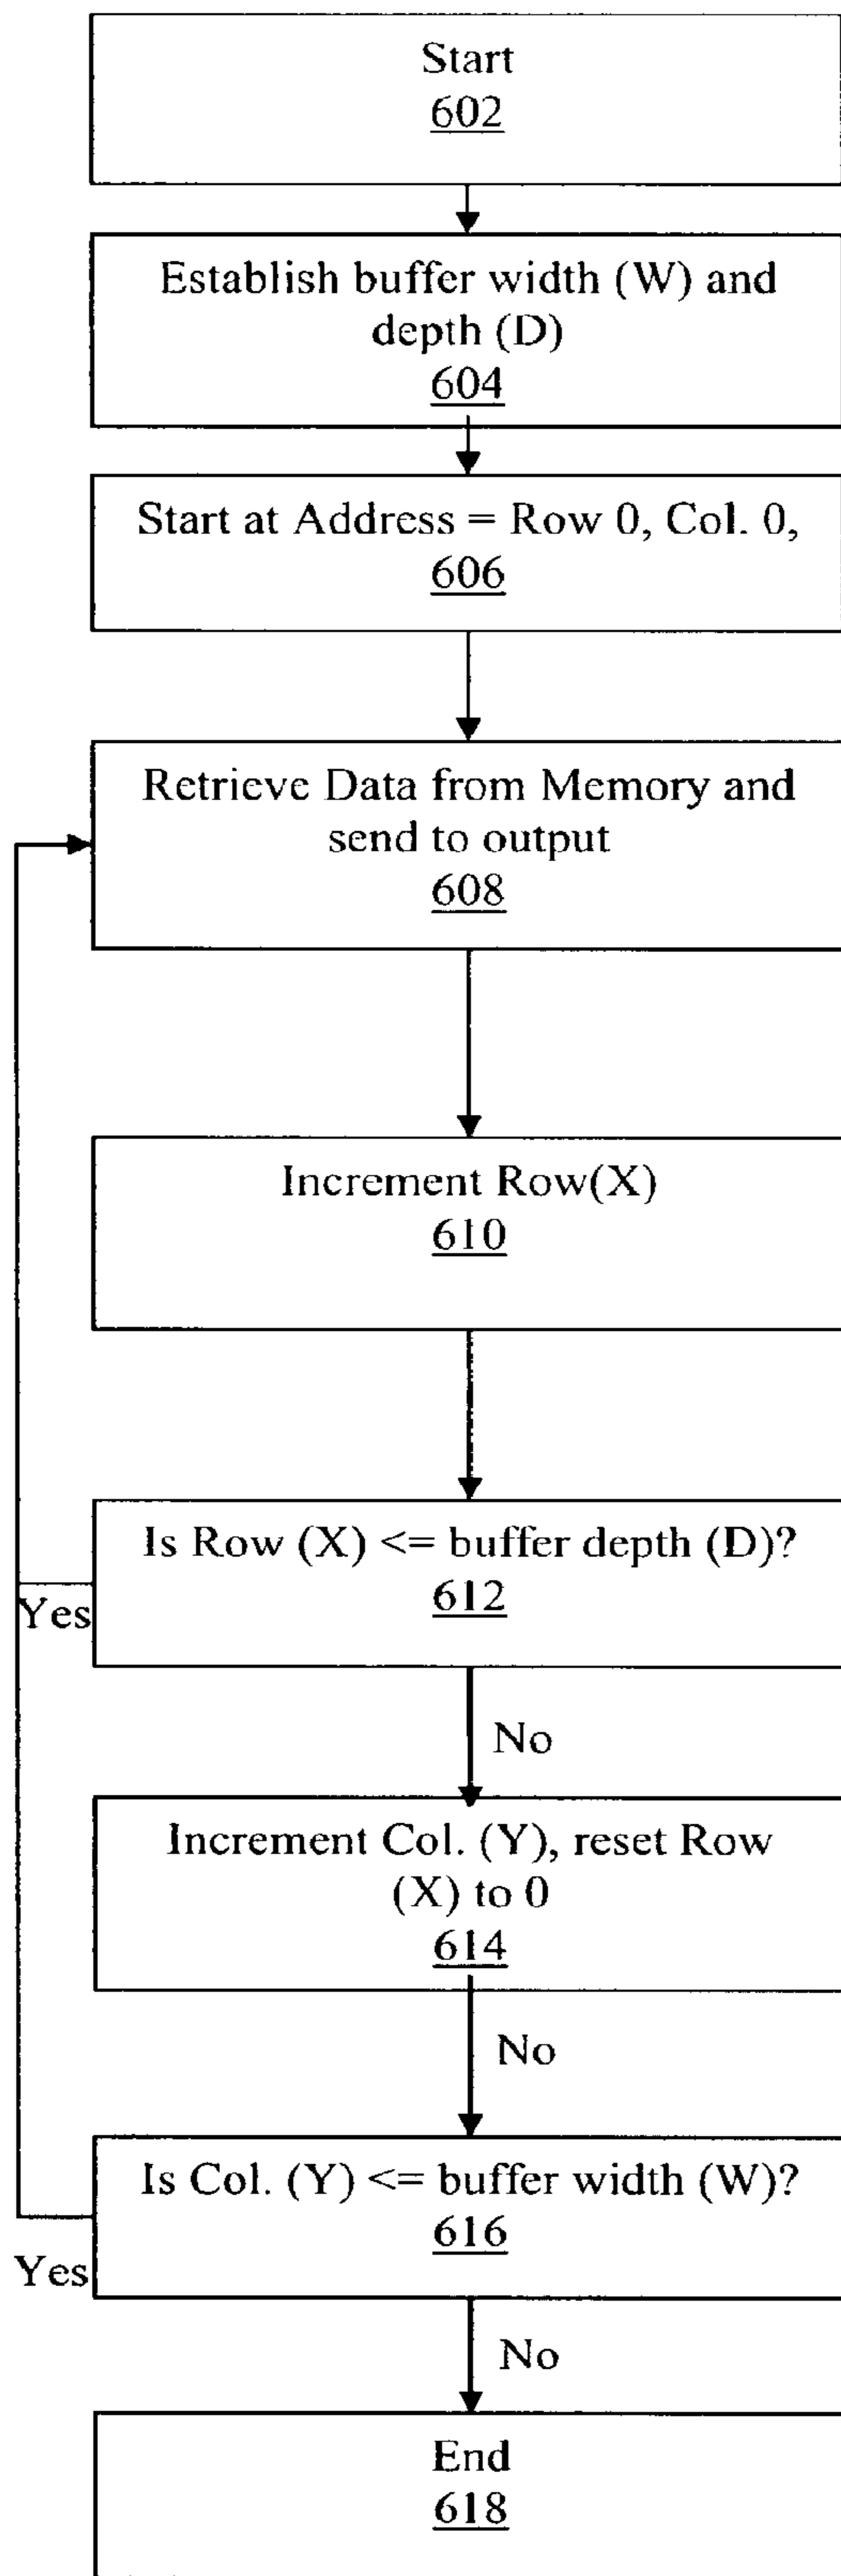 Start
602
Establish buffer width (W) and
depth (D)
604
Start at Address = Row 0, Col. 0,
606
Retrieve Data from Memory and
send to output
608
Increment Row(X)
610
Is Row (X) <= buffer depth (D)?
612
Yes
No
Increment Col. (Y), reset Row
(X) to 0
614
No
Is Col. (Y) <= buffer width (W)?
616
Yes
No
End
618